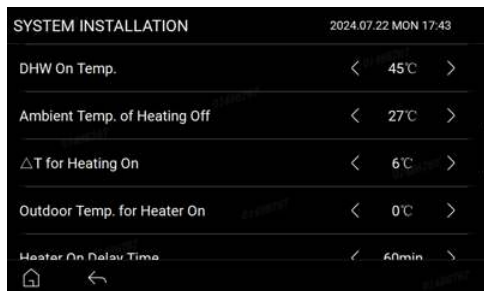 SYSTEM INSTALLATION 2024.07.22 MON 17:43
DHW On Temp. < 45℃ >
Ambient Temp. of Heating Off < 27℃ >
△T for Heating On < 6℃ >
Outdoor Temp. for Heater On < 0℃ >
Heater On Delay Time < 60min >